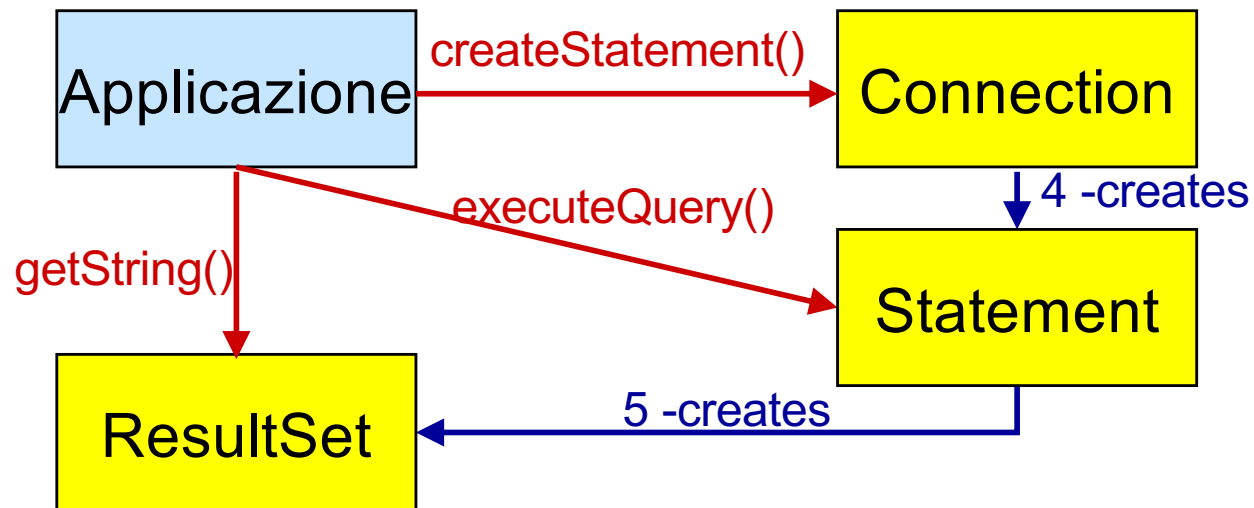 createStatement()
Applicazione
Connection
4 -creates
executeQuery()
getString()
Statement
5 -creates
ResultSet